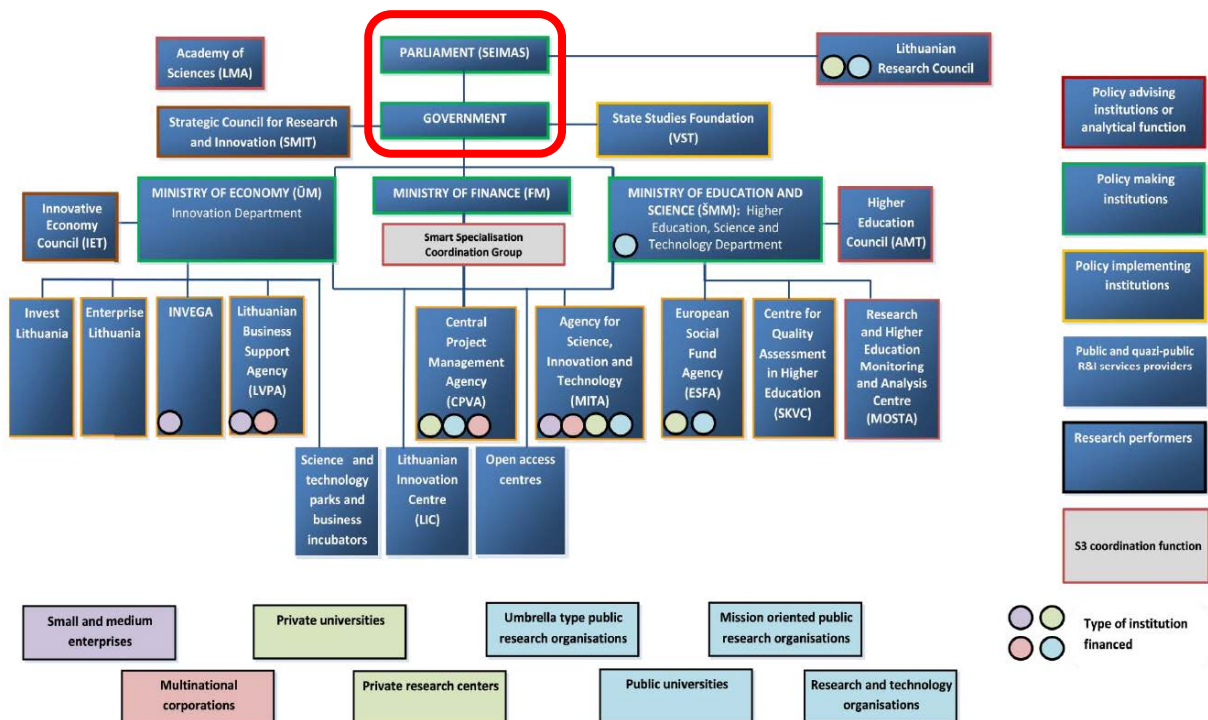 Academy of
Sciences (LMA)
PARLIAMENT (SEIMAS)
Lithuanian
Research Council
Strategic Council for Research
and Innovation (SMIT)
GOVERNMENT
State Studies Foundation
(VST)
Innovative
Economy
Council (IET)
MINISTRY OF ECONOMY (ŪM)
Innovation Department
MINISTRY OF FINANCE (FM)
Smart Specialisation
Coordination Group
MINISTRY OF EDUCATION AND
SCIENCE (ŠMM): Higher
Education, Science and
Technology Department
Higher
Education
Council (AMT)
Invest
Lithuania
Enterprise
Lithuania
INVEGA
Lithuanian
Business
Support
Agency
(LVPA)
Central
Project
Management
Agency
(CPVA)
Agency for
Science,
Innovation and
Technology
(MITA)
European
Social
Fund
Agency
(ESFA)
Centre for
Quality
Assessment
in Higher
Education
(SKVC)
Research
and Higher
Education
Monitoring
and Analysis
Centre
(MOSTA)
Science and
technology
parks and
business
incubators
Lithuanian
Innovation
Centre
(LIC)
Open access
centres
Policy advising
institutions or
analytical function
Policy making
institutions
Policy implementing
institutions
Public and quazi-public
R&I services providers
Research performers
S3 coordination function
Type of institution
financed
Small and medium
enterprises
Private universities
Umbrella type public
research organisations
Mission oriented public
research organisations
Multinational
corporations
Private research centers
Public universities
Research and technology
organisations